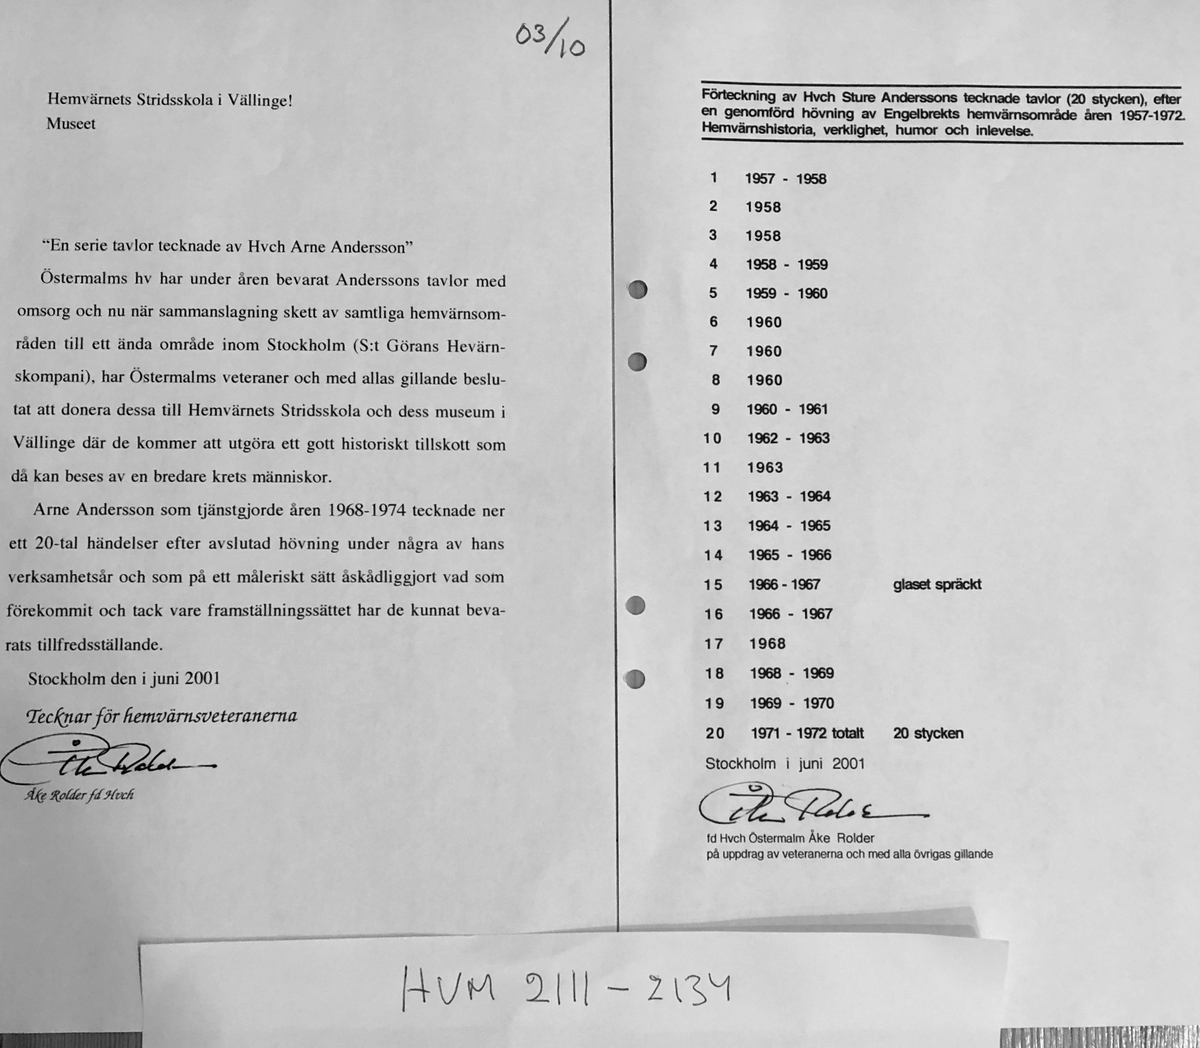 03/10
Hemvärnets Stridsskola i Vällinge!
Museet
“En serie tavlor tecknade av Hvch Arne Andersson”
Östermalms hv har under åren bevarat Anderssons tavlor med
omsorg och nu när sammanslagning skett av samtliga hemvärnsom-
råden till ett ända område inom Stockholm (S:t Görans Hevärn-
skompani), har Östermalms veteraner och med allas gillande beslu-
tat att donera dessa till Hemvärnets Stridsskola och dess museum i
Vällinge där de kommer att utgöra ett gott historiskt tillskott som
då kan beses av en bredare krets människor.
Arne Andersson som tjänstgjorde åren 1968-1974 tecknade ner
ett 20-tal händelser efter avslutad hövning under några av hans
verksamhetsår och som på ett måleriskt sätt åskådliggjort vad som
förekommit och tack vare framställningssättet har de kunnat beva-
rats tillfredsställande.
Stockholm den i juni 2001
Tecknar för hemvärnsveteranerna
Åke Rolder
Åke Rolder fd Hvch
Förteckning av Hvch Sture Anderssons tecknade tavlor (20 stycken), efter
en genomförd hövning av Engelbrekts hemvärnsområde åren 1957-1972.
Hemvärnshistoria, verklighet, humor och inlevelse.
1 1957 - 1958
2 1958
3 1958
4 1958 - 1959
5 1959 - 1960
6 1960
7 1960
8 1960
9 1960 - 1961
10 1962 - 1963
11 1963
12 1963 - 1964
13 1964 - 1965
14 1965 - 1966
15 1966 - 1967 glaset spräckt
16 1966 - 1967
17 1968
18 1968 - 1969
19 1969 - 1970
20 1971 - 1972 totalt 20 stycken
Stockholm i juni 2001
Åke Rolder
fd Hvch Östermalm Åke Rolder
på uppdrag av veteranerna och med alla övrigas gillande
HVM 2111 - 2134